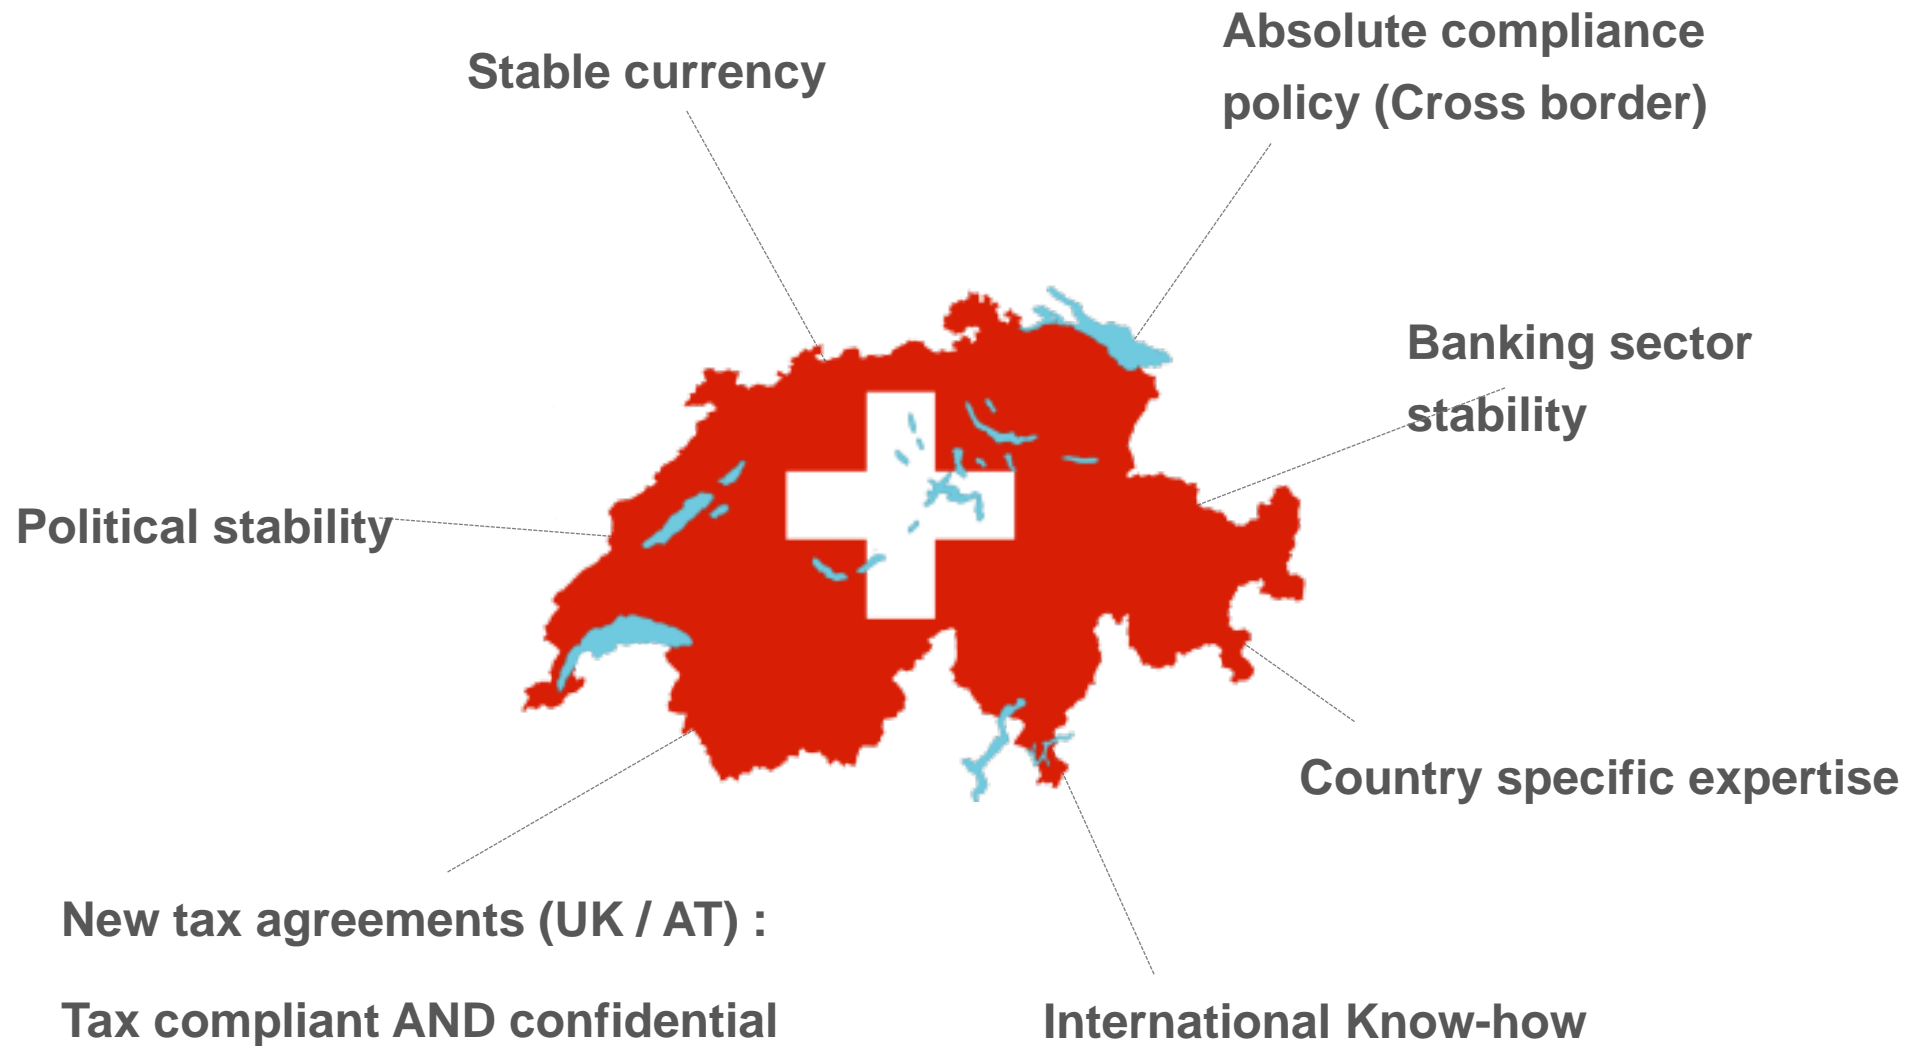 Stable currency
Absolute compliance
policy (Cross border)
Banking sector
stability
Political stability
Country specific expertise
New tax agreements (UK / AT) :
Tax compliant AND confidential
International Know-how